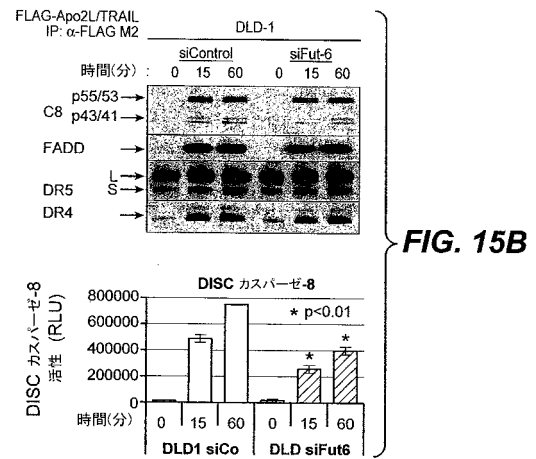 FLAG-Apo2L/TRAIL
IP: α-FLAG M2
DLD-1
siControl siFut-6
時間(分) : 0 15 60 0 15 60
p55/53
C8
p43/41
FADD
L
DR5 S
DR4
FIG. 15B
DISC カスパーゼ-8
DISC カスパーゼ-8
活性 (RLU)
800000
600000
400000
200000
0
* p<0.01
* *
時間(分) 0 15 60 0 15 60
DLD1 siCo DLD siFut6